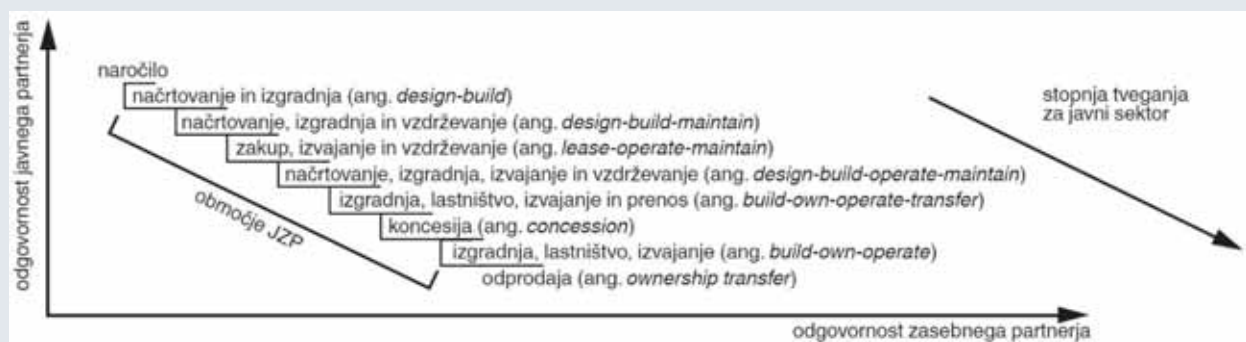 odgovornost javnega partnerja
naročilo
načrtovanje in izgradnja (ang. design-build)
načrtovanje, izgradnja in vzdrževanje (ang. design-build-maintain)
zakup, izvajanje in vzdrževanje (ang. lease-operate-maintain)
načrtovanje, izgradnja, izvajanje in vzdrževanje (ang. design-build-operate-maintain)
izgradnja, lastništvo, izvajanje in prenos (ang. build-own-operate-transfer)
koncesija (ang. concession)
izgradnja, lastništvo, izvajanje (ang. build-own-operate)
odprodaja (ang. ownership transfer)
območje JZP
stopnja tveganja
za javni sektor
odgovornost zasebnega partnerja